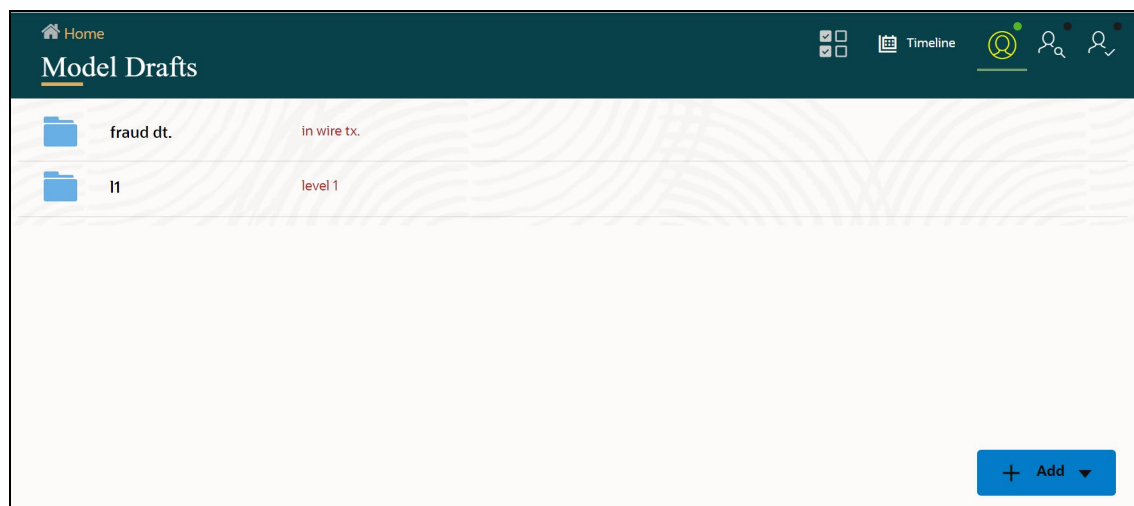 Home
Model Drafts
Timeline
fraud dt. in wire tx.
l1 level 1
Add